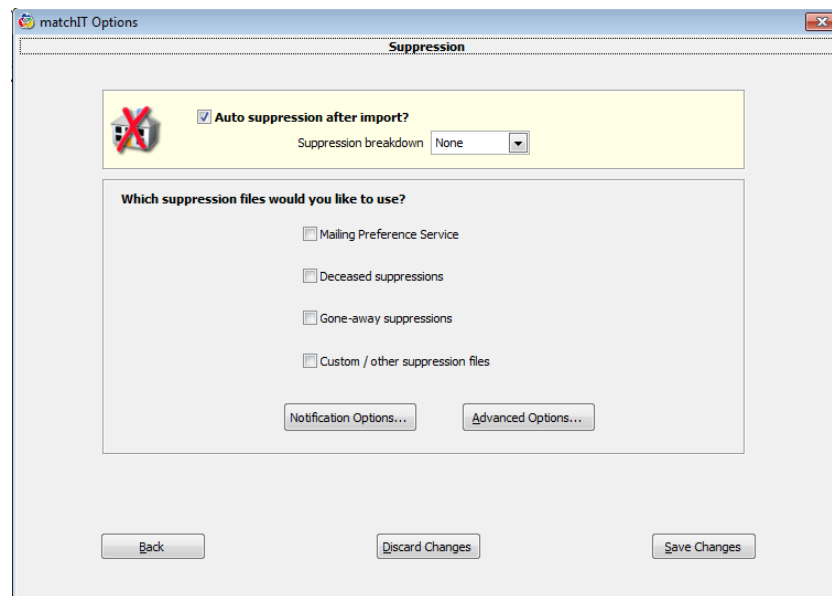 matchIT Options
Suppression
Auto suppression after import?
Suppression breakdown None
Which suppression files would you like to use?
Mailing Preference Service
Deceased suppressions
Gone-away suppressions
Custom / other suppression files
Notification Options... Advanced Options...
Back Discard Changes Save Changes